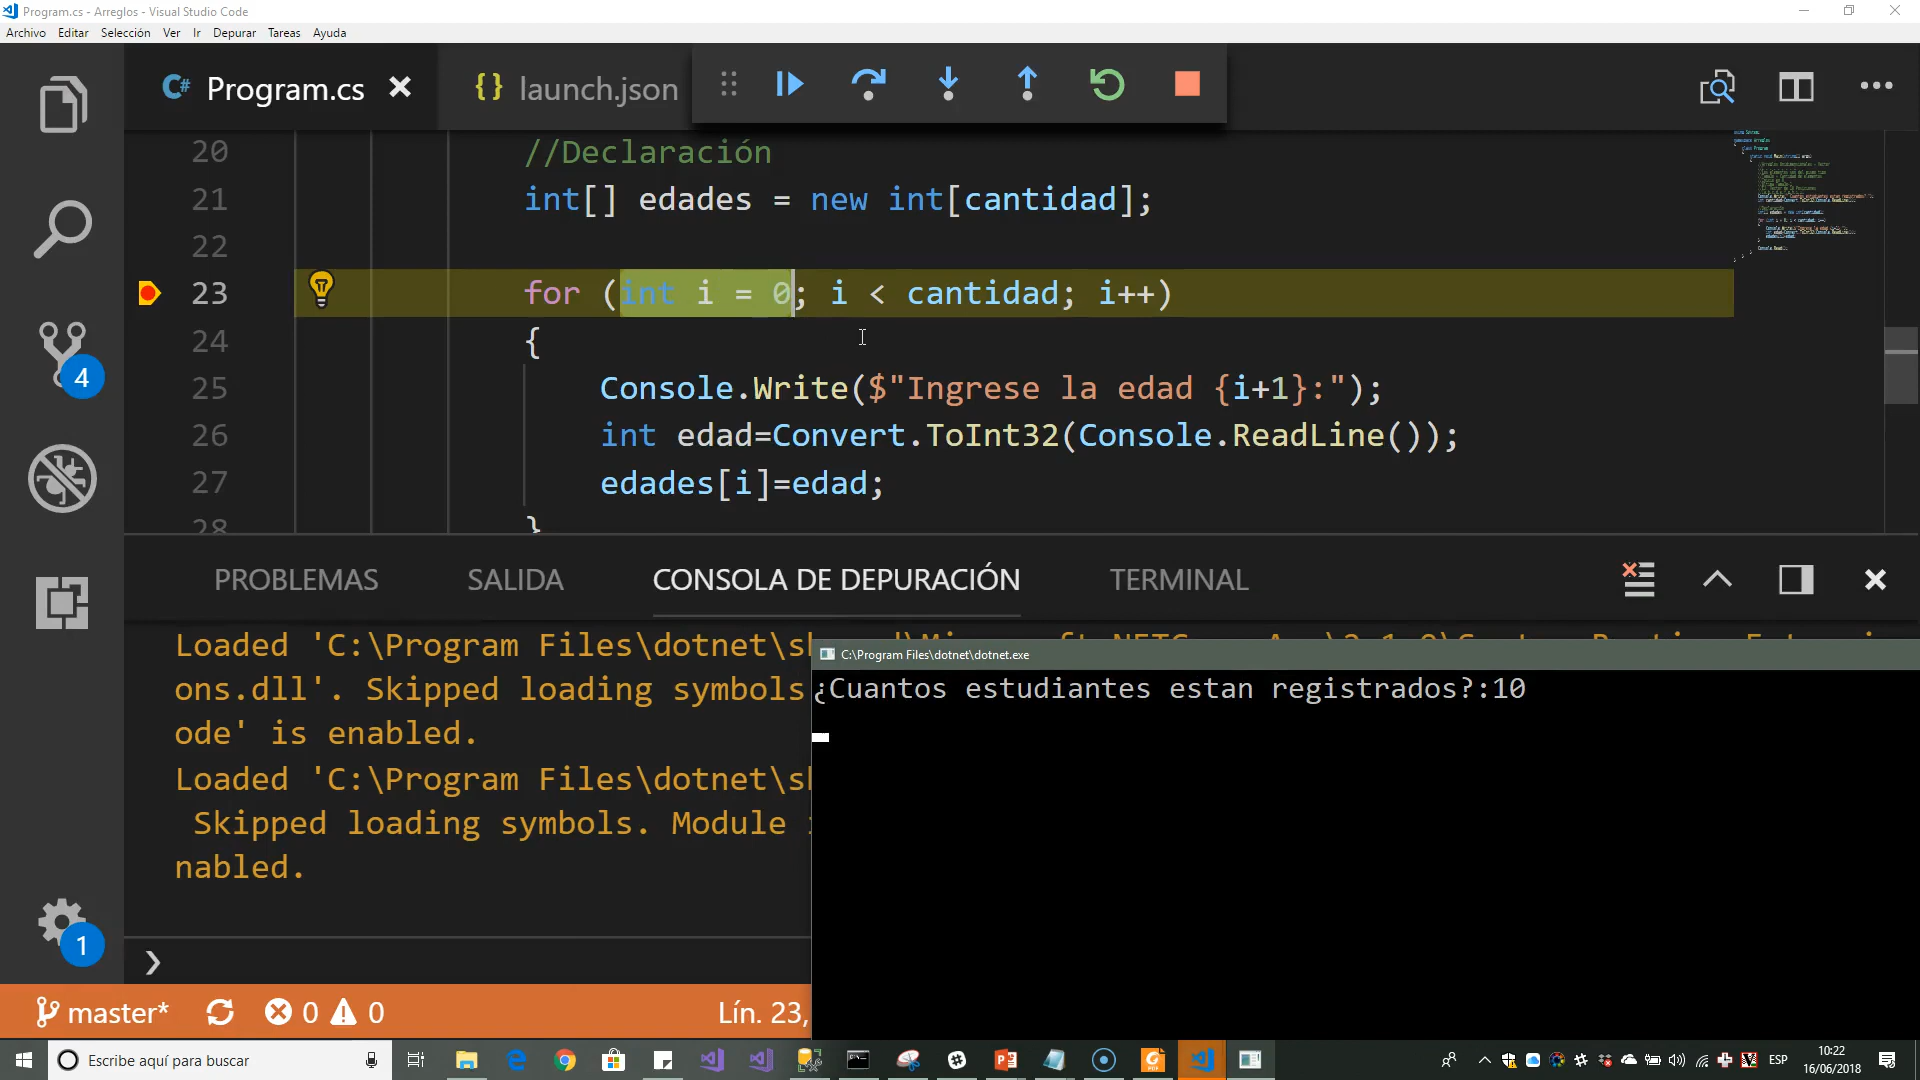 Program.cs - Arreglos - Visual Studio Code
Archivo Editar Selección Ver Ir Depurar Tareas Ayuda
Program.cs
launch.json
20 //Declaración
21 int[] edades = new int[cantidad];
22
23 for (int i = 0; i < cantidad; i++)
24 {
25 Console.Write($"Ingrese la edad {i+1}:");
26 int edad=Convert.ToInt32(Console.ReadLine());
27 edades[i]=edad;
28 }
4
1
PROBLEMAS SALIDA CONSOLA DE DEPURACIÓN TERMINAL
Loaded 'C:\Program Files\dotnet\sh
ons.dll'. Skipped loading symbols
ode' is enabled.
Loaded 'C:\Program Files\dotnet\sh
Skipped loading symbols. Module
nabled.
C:\Program Files\dotnet\dotnet.exe
¿Cuantos estudiantes estan registrados?:10
master* 0 0 Lín. 23,
Escribe aquí para buscar
ESP
10:22
16/06/2018